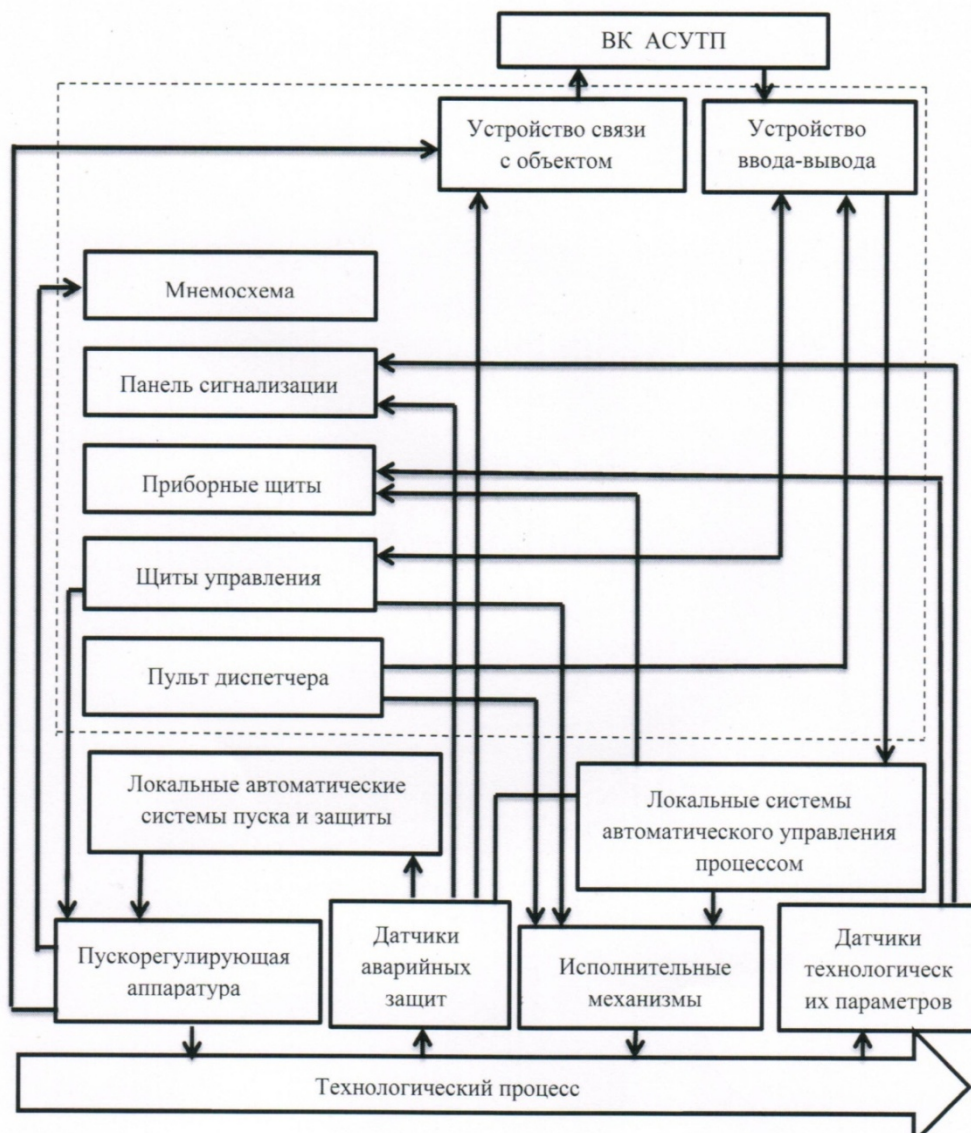 ВК АСУТП
Устройство связи
с объектом
Устройство
ввода-вывода
Мнемосхема
Панель сигнализации
Приборные щиты
Щиты управления
Пульт диспетчера
Локальные автоматические
системы пуска и защиты
Локальные системы
автоматического управления
процессом
Пускорегулирующая
аппаратура
Датчики
аварийных
защит
Исполнительные
механизмы
Датчики
технологическ
их параметров
Технологический процесс